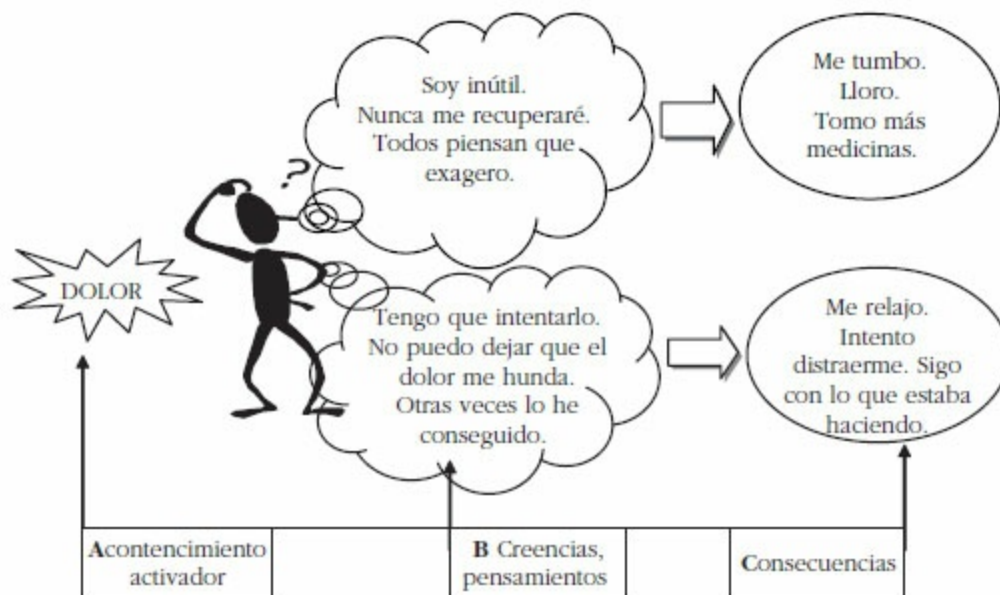 Soy inútil.
Nunca me recuperaré.
Todos piensan que
exagero.
Me tumbo.
Lloro.
Tomo más
medicinas.
?
DOLOR
Tengo que intentarlo.
No puedo dejar que el
dolor me hunda.
Otras veces lo he
conseguido.
Me relajo.
Intento
distraerme. Sigo
con lo que estaba
haciendo.
Acontencimiento
activador
B Creencias,
pensamientos
Consecuencias